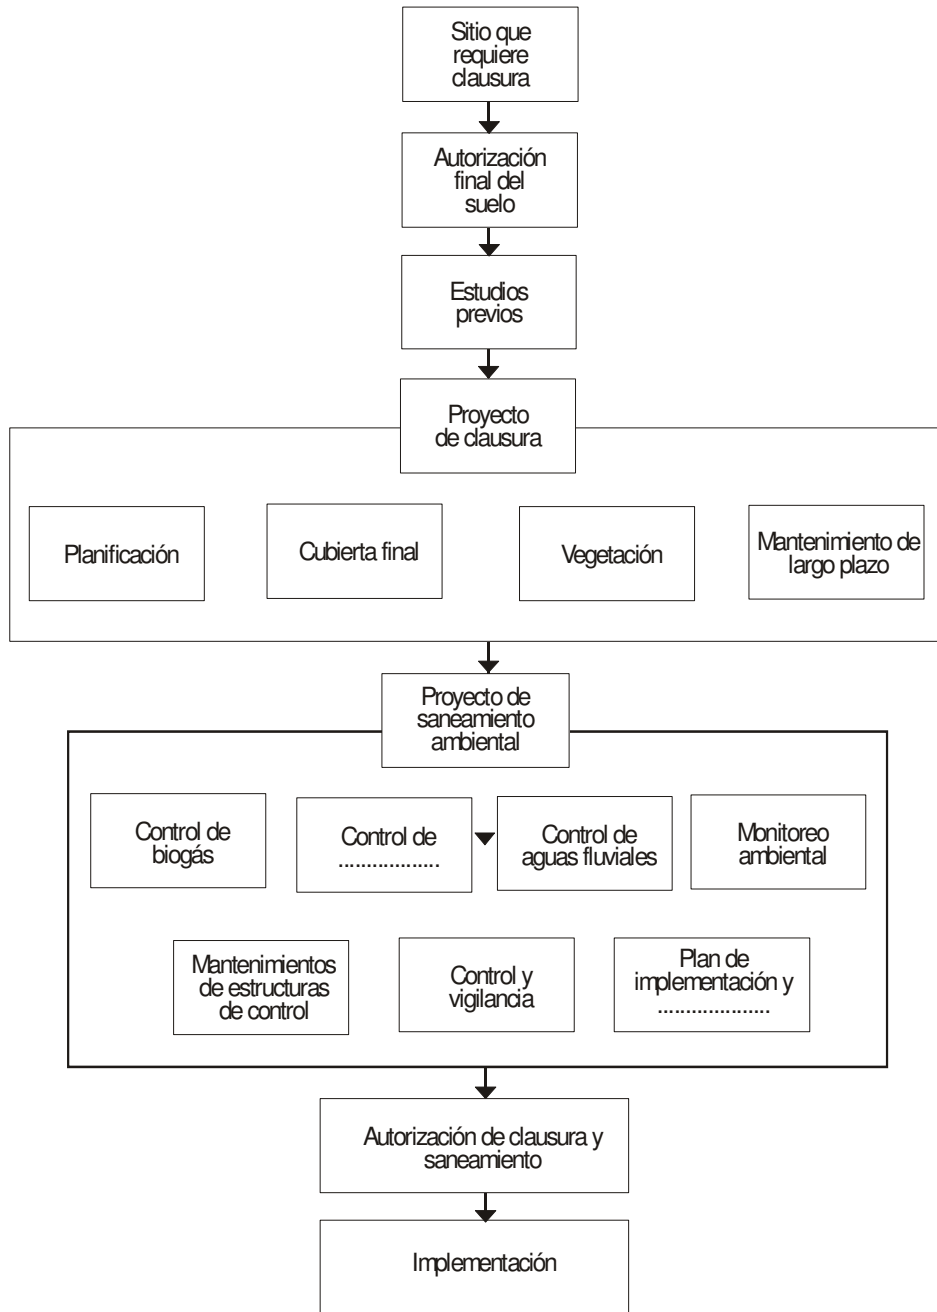 Sitio que
requiere
clausura
Autorización
final del
suelo
Estudios
previos
Proyecto
de clausura
Planificación
Cubierta final
Vegetación
Mantenimiento de
largo plazo
Proyecto de
saneamiento
ambiental
Control de
biogás
Control de
..................
Control de
aguas fluviales
Monitoreo
ambiental
Mantenimientos
de estructuras
de control
Control y
vigilancia
Plan de
implementación y
....................
Autorización de clausura y
saneamiento
Implementación